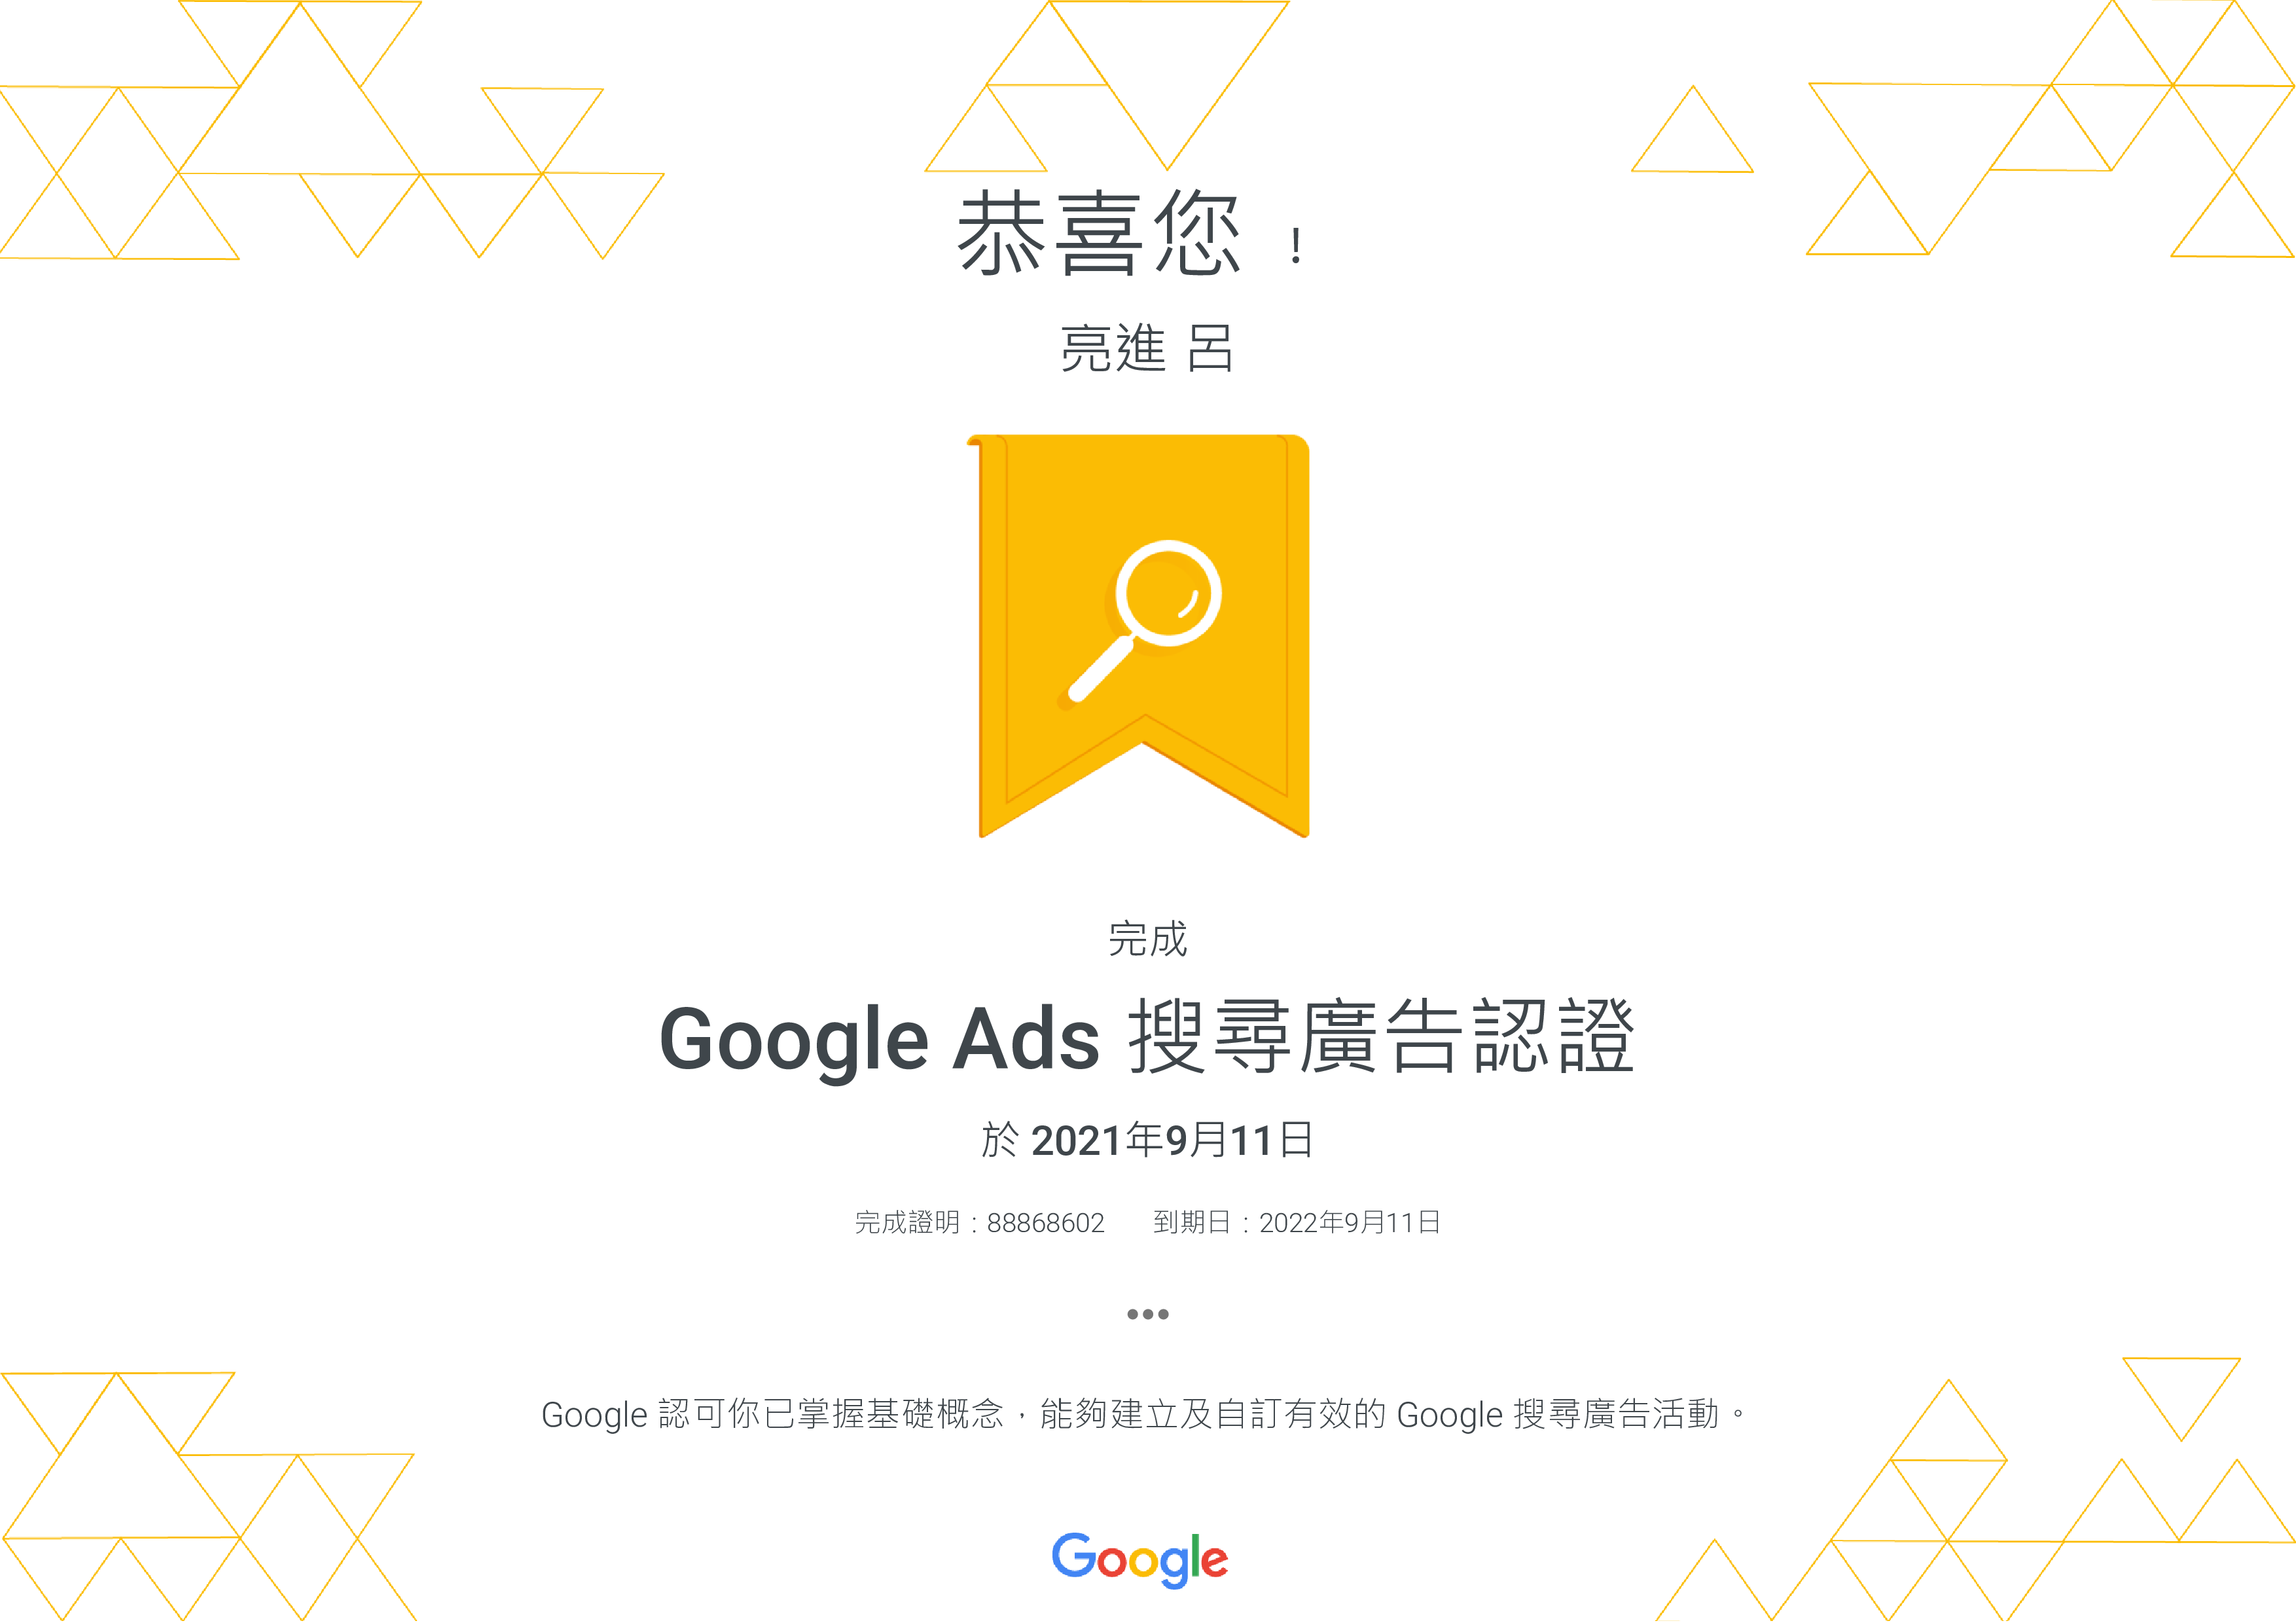 恭喜您 !
亮進 呂
完成
Google Ads 搜尋廣告認證
於 2021年9月11日
完成證明：88868602 到期日：2022年9月11日
Google 認可你已掌握基礎概念，能夠建立及自訂有效的 Google 搜尋廣告活動。
Google